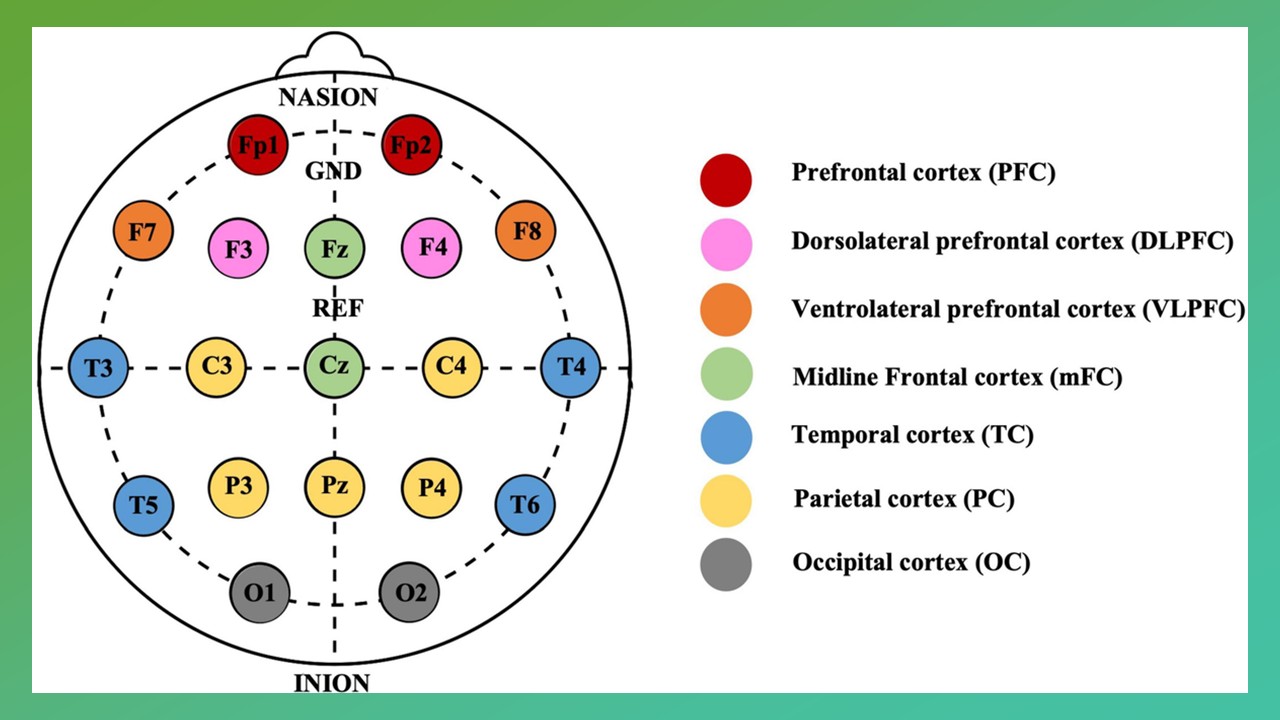 NASION
Fp1 Fp2
GND
F7 F3 Fz F4 F8
REF
T3 C3 Cz C4 T4
T5 P3 Pz P4 T6
O1 O2
INION
Prefrontal cortex (PFC)
Dorsolateral prefrontal cortex (DLPFC)
Ventrolateral prefrontal cortex (VLPFC)
Midline Frontal cortex (mFC)
Temporal cortex (TC)
Parietal cortex (PC)
Occipital cortex (OC)